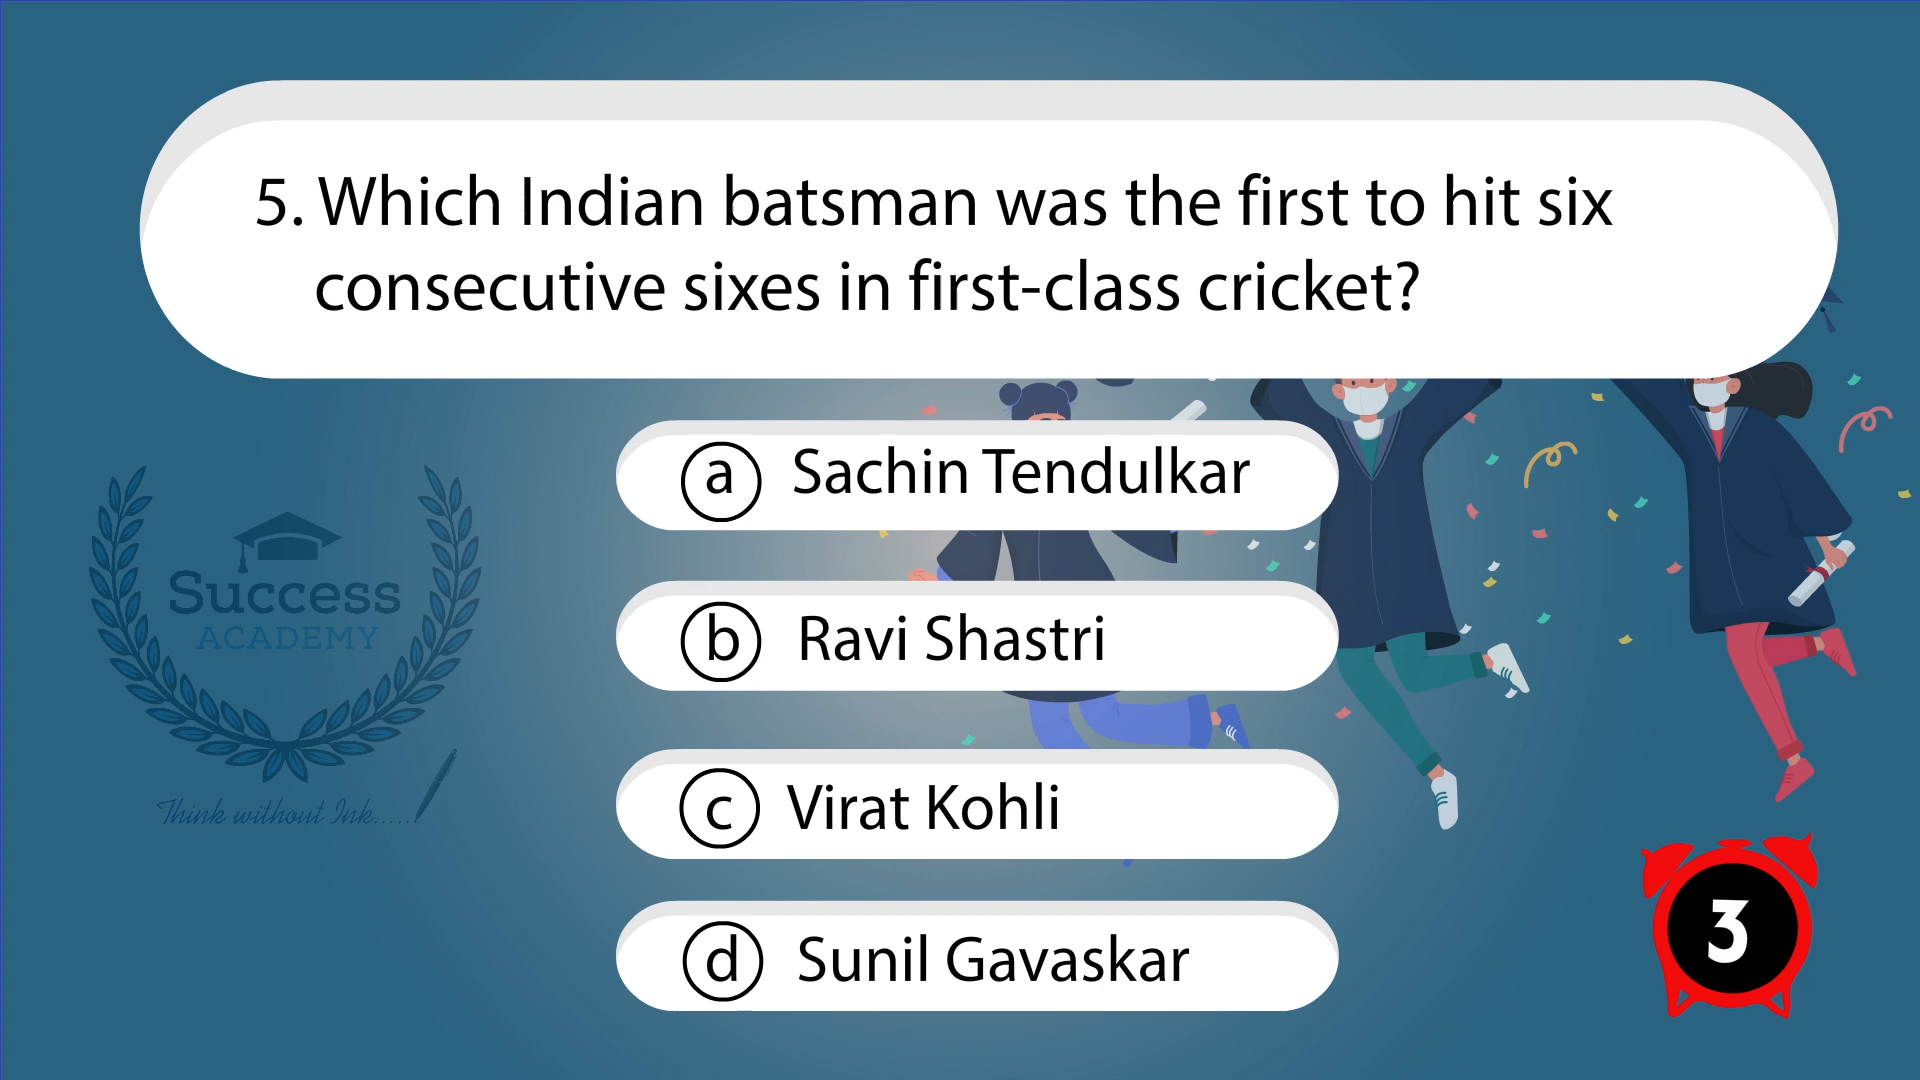 5. Which Indian batsman was the first to hit six
consecutive sixes in first-class cricket?
a Sachin Tendulkar
b Ravi Shastri
c Virat Kohli
d Sunil Gavaskar
Success
ACADEMY
Think without Ink.....
3